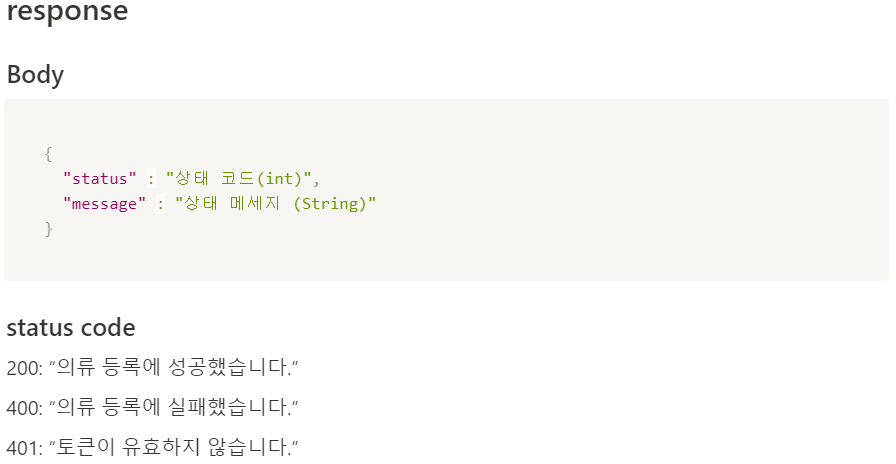 response
Body
{
"status" : "상태 코드(int)",
"message" : "상태 메세지 (String)"
}
status code
200: “의류 등록에 성공했습니다.”
400: “의류 등록에 실패했습니다.”
401: “토큰이 유효하지 않습니다.”